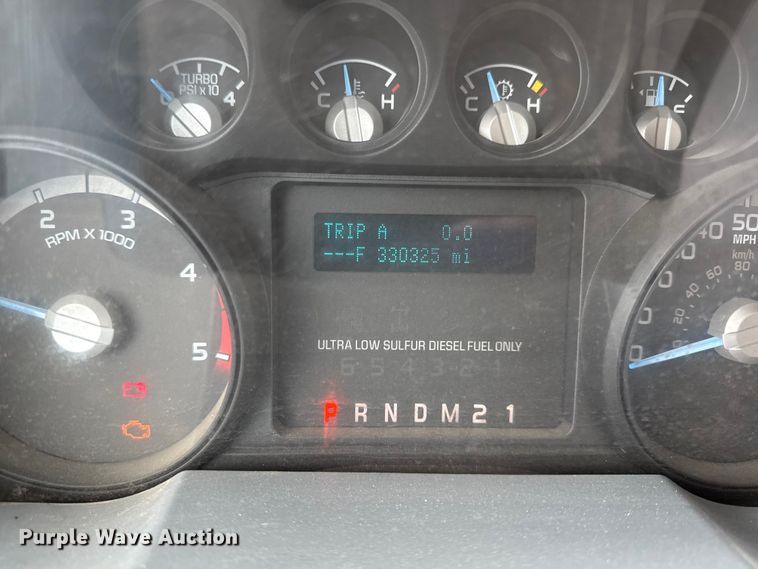 TURBO
PSI x 10
0 4
C H
C H
2 3 4 5
RPM X 1000
TRIP A 0.0
---F 330325 mi
ULTRA LOW SULFUR DIESEL FUEL ONLY
P R N D M 2 1
40 50
MPH
km/h
80
60
40
20
Purple Wave Auction